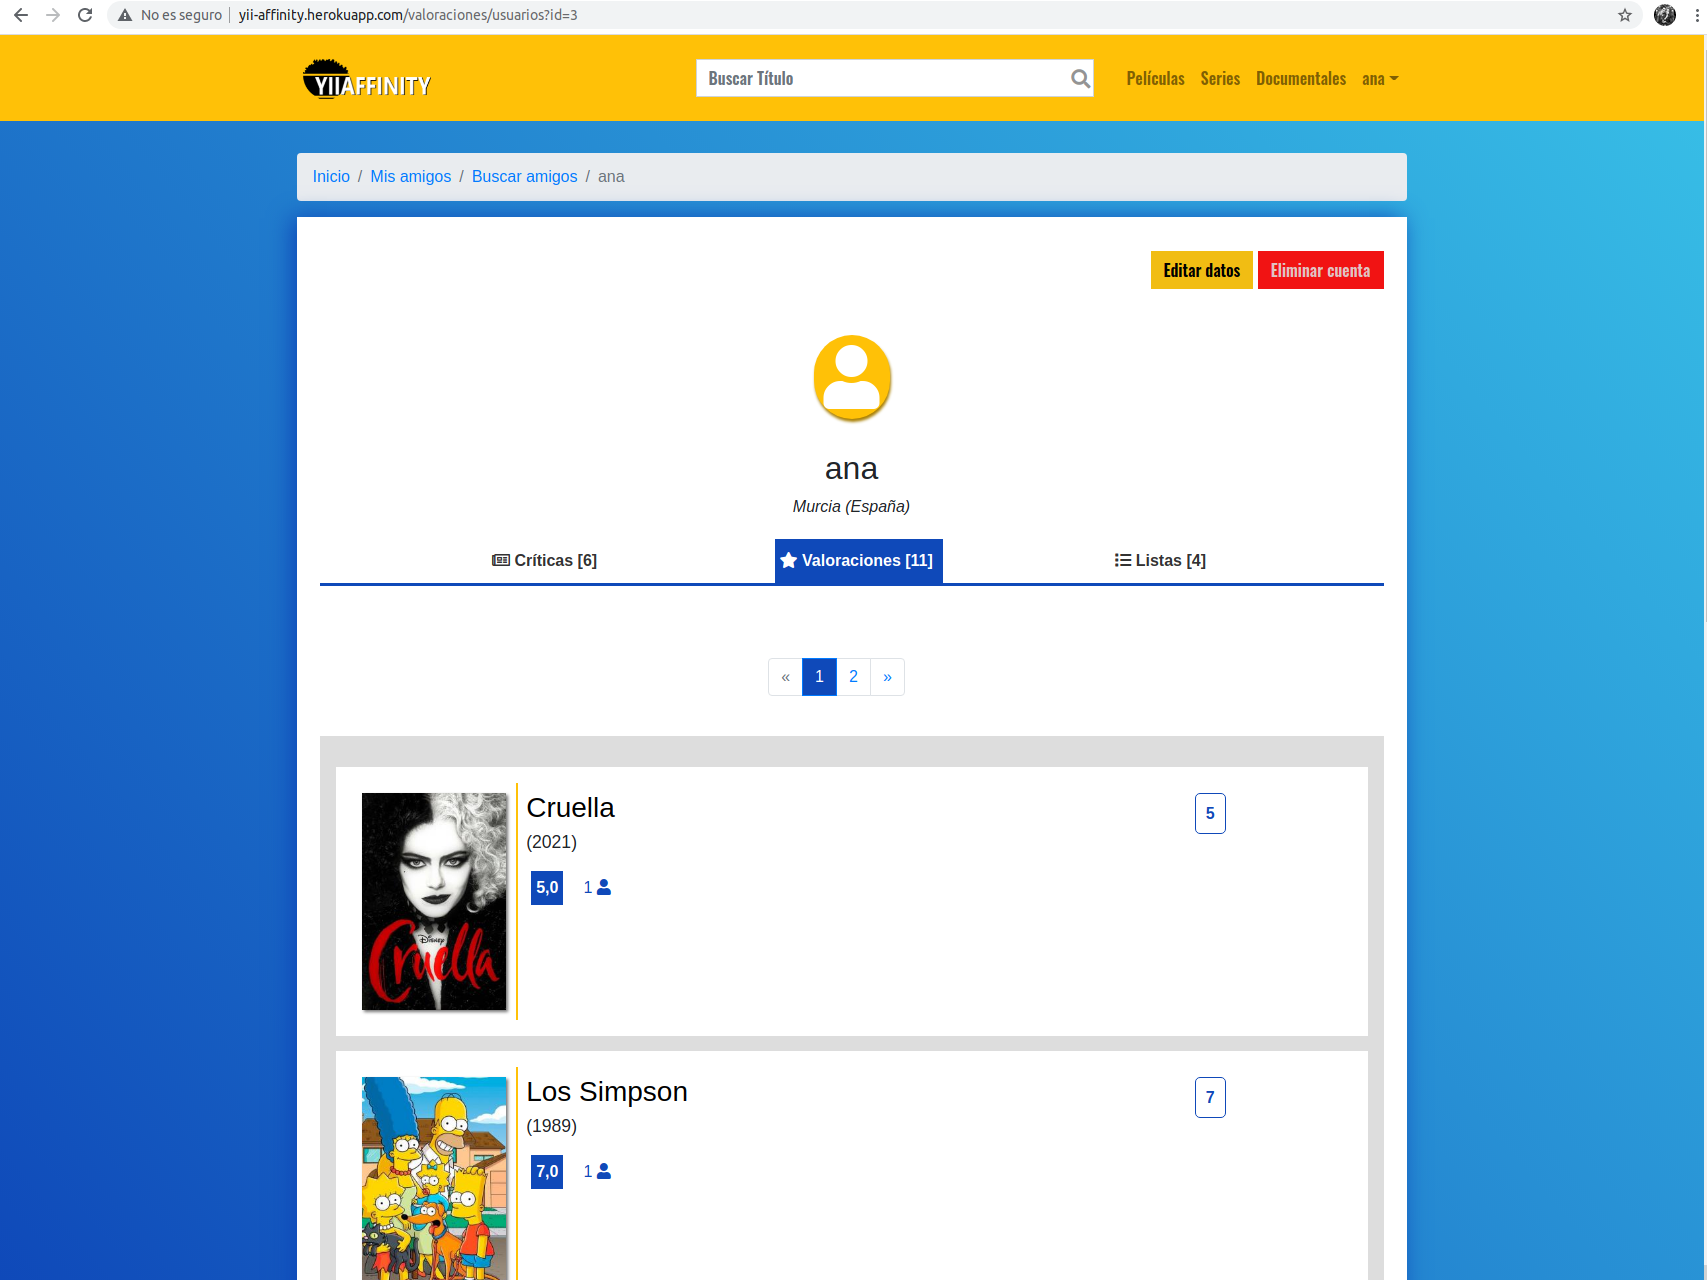 No es seguro | yii-affinity.herokuapp.com/valoraciones/usuarios?id=3
YIIAFFINITY
Buscar Título
Películas Series Documentales ana
Inicio / Mis amigos / Buscar amigos / ana
Editar datos Eliminar cuenta
ana
Murcia (España)
Críticas [6] Valoraciones [11] Listas [4]
« 1 2 »
Cruella 5
(2021)
5,0 1
Disney
Cruella
Los Simpson 7
(1989)
7,0 1